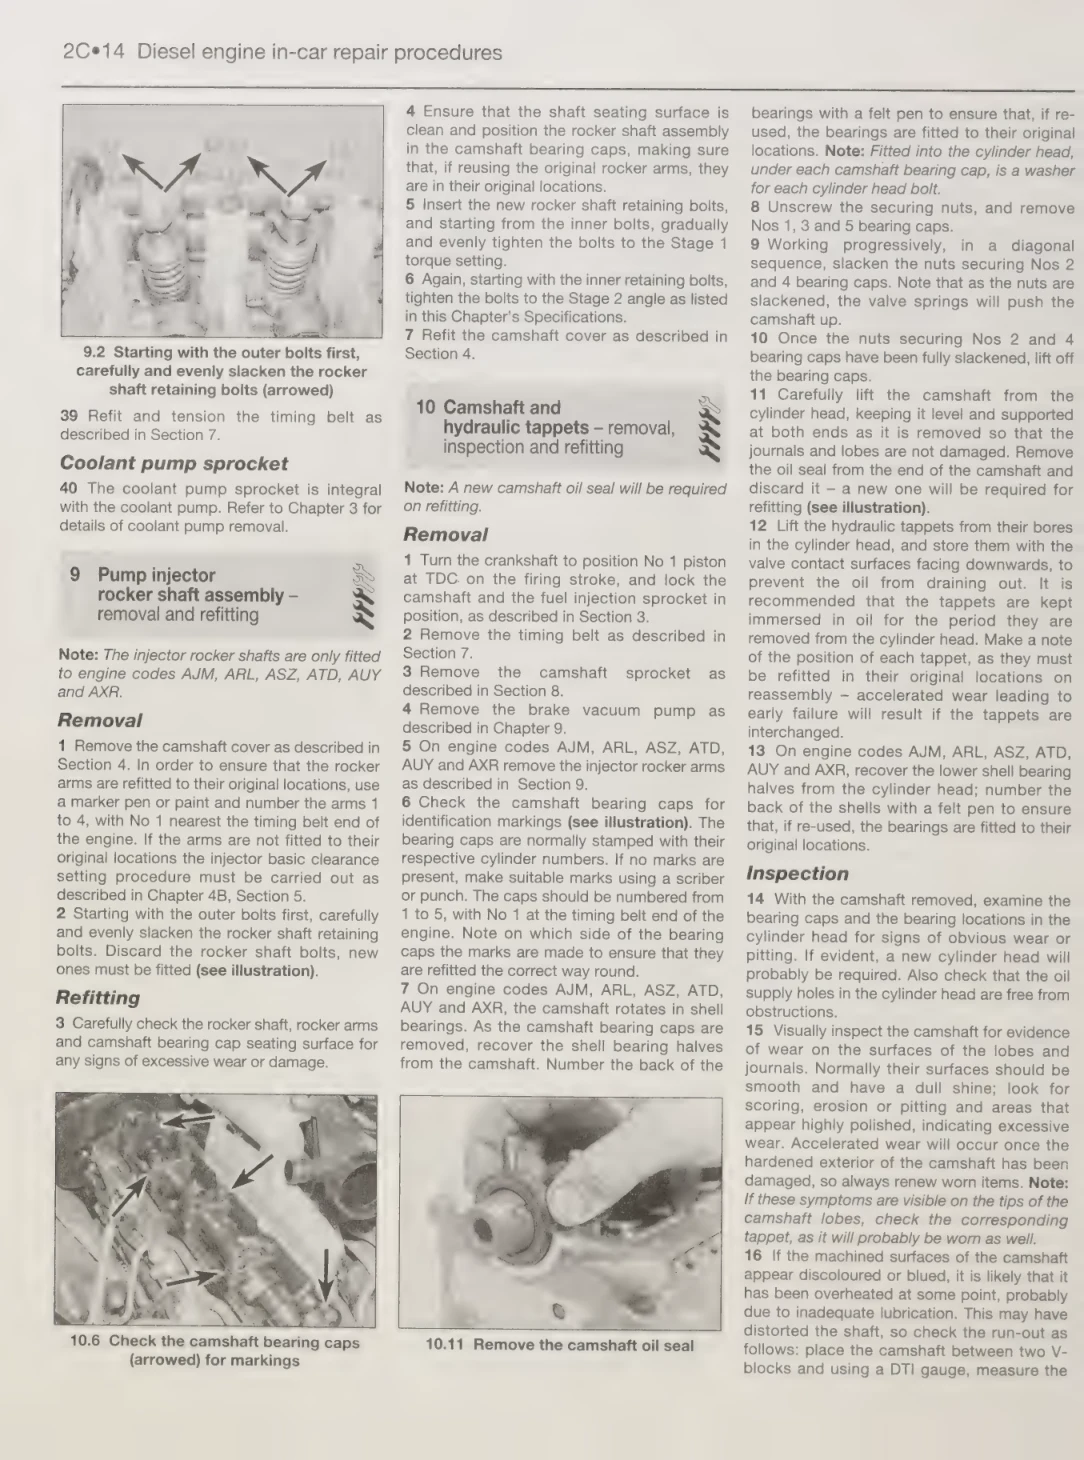 2C•14 Diesel engine in-car repair procedures
9.2 Starting with the outer bolts first,
carefully and evenly slacken the rocker
shaft retaining bolts (arrowed)
39 Refit and tension the timing belt as
described in Section 7.
Coolant pump sprocket
40 The coolant pump sprocket is integral
with the coolant pump. Refer to Chapter 3 for
details of coolant pump removal.
9 Pump injector
rocker shaft assembly –
removal and refitting
Note: The injector rocker shafts are only fitted
to engine codes AJM, ARL, ASZ, ATD, AUY
and AXR.
Removal
1 Remove the camshaft cover as described in
Section 4. In order to ensure that the rocker
arms are refitted to their original locations, use
a marker pen or paint and number the arms 1
to 4, with No 1 nearest the timing belt end of
the engine. If the arms are not fitted to their
original locations the injector basic clearance
setting procedure must be carried out as
described in Chapter 4B, Section 5.
2 Starting with the outer bolts first, carefully
and evenly slacken the rocker shaft retaining
bolts. Discard the rocker shaft bolts, new
ones must be fitted (see illustration).
Refitting
3 Carefully check the rocker shaft, rocker arms
and camshaft bearing cap seating surface for
any signs of excessive wear or damage.
10.6 Check the camshaft bearing caps
(arrowed) for markings
4 Ensure that the shaft seating surface is
clean and position the rocker shaft assembly
in the camshaft bearing caps, making sure
that, if reusing the original rocker arms, they
are in their original locations.
5 Insert the new rocker shaft retaining bolts,
and starting from the inner bolts, gradually
and evenly tighten the bolts to the Stage 1
torque setting.
6 Again, starting with the inner retaining bolts,
tighten the bolts to the Stage 2 angle as listed
in this Chapter's Specifications.
7 Refit the camshaft cover as described in
Section 4.
10 Camshaft and
hydraulic tappets – removal,
inspection and refitting
Note: A new camshaft oil seal will be required
on refitting.
Removal
1 Turn the crankshaft to position No 1 piston
at TDC on the firing stroke, and lock the
camshaft and the fuel injection sprocket in
position, as described in Section 3.
2 Remove the timing belt as described in
Section 7.
3 Remove the camshaft sprocket as
described in Section 8.
4 Remove the brake vacuum pump as
described in Chapter 9.
5 On engine codes AJM, ARL, ASZ, ATD,
AUY and AXR remove the injector rocker arms
as described in Section 9.
6 Check the camshaft bearing caps for
identification markings (see illustration). The
bearing caps are normally stamped with their
respective cylinder numbers. If no marks are
present, make suitable marks using a scriber
or punch. The caps should be numbered from
1 to 5, with No 1 at the timing belt end of the
engine. Note on which side of the bearing
caps the marks are made to ensure that they
are refitted the correct way round.
7 On engine codes AJM, ARL, ASZ, ATD,
AUY and AXR, the camshaft rotates in shell
bearings. As the camshaft bearing caps are
removed, recover the shell bearing halves
from the camshaft. Number the back of the
10.11 Remove the camshaft oil seal
bearings with a felt pen to ensure that, if re-
used, the bearings are fitted to their original
locations. Note: Fitted into the cylinder head,
under each camshaft bearing cap, is a washer
for each cylinder head bolt.
8 Unscrew the securing nuts, and remove
Nos 1, 3 and 5 bearing caps.
9 Working progressively, in a diagonal
sequence, slacken the nuts securing Nos 2
and 4 bearing caps. Note that as the nuts are
slackened, the valve springs will push the
camshaft up.
10 Once the nuts securing Nos 2 and 4
bearing caps have been fully slackened, lift off
the bearing caps.
11 Carefully lift the camshaft from the
cylinder head, keeping it level and supported
at both ends as it is removed so that the
journals and lobes are not damaged. Remove
the oil seal from the end of the camshaft and
discard it – a new one will be required for
refitting (see illustration).
12 Lift the hydraulic tappets from their bores
in the cylinder head, and store them with the
valve contact surfaces facing downwards, to
prevent the oil from draining out. It is
recommended that the tappets are kept
immersed in oil for the period they are
removed from the cylinder head. Make a note
of the position of each tappet, as they must
be refitted in their original locations on
reassembly – accelerated wear leading to
early failure will result if the tappets are
interchanged.
13 On engine codes AJM, ARL, ASZ, ATD,
AUY and AXR, recover the lower shell bearing
halves from the cylinder head; number the
back of the shells with a felt pen to ensure
that, if re-used, the bearings are fitted to their
original locations.
Inspection
14 With the camshaft removed, examine the
bearing caps and the bearing locations in the
cylinder head for signs of obvious wear or
pitting. If evident, a new cylinder head will
probably be required. Also check that the oil
supply holes in the cylinder head are free from
obstructions.
15 Visually inspect the camshaft for evidence
of wear on the surfaces of the lobes and
journals. Normally their surfaces should be
smooth and have a dull shine; look for
scoring, erosion or pitting and areas that
appear highly polished, indicating excessive
wear. Accelerated wear will occur once the
hardened exterior of the camshaft has been
damaged, so always renew worn items. Note:
If these symptoms are visible on the tips of the
camshaft lobes, check the corresponding
tappet, as it will probably be worn as well.
16 If the machined surfaces of the camshaft
appear discoloured or blued, it is likely that it
has been overheated at some point, probably
due to inadequate lubrication. This may have
distorted the shaft, so check the run-out as
follows: place the camshaft between two V-
blocks and using a DTI gauge, measure the